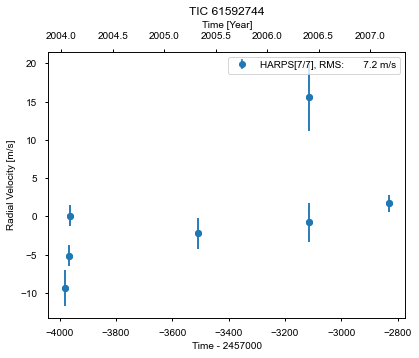 TIC 61592744
Time [Year]
2004.0 2004.5 2005.0 2005.5 2006.0 2006.5 2007.0
HARPS[7/7], RMS: 7.2 m/s
20
15
10
5
0
−5
−10
Radial Velocity [m/s]
−4000 −3800 −3600 −3400 −3200 −3000 −2800
Time - 2457000